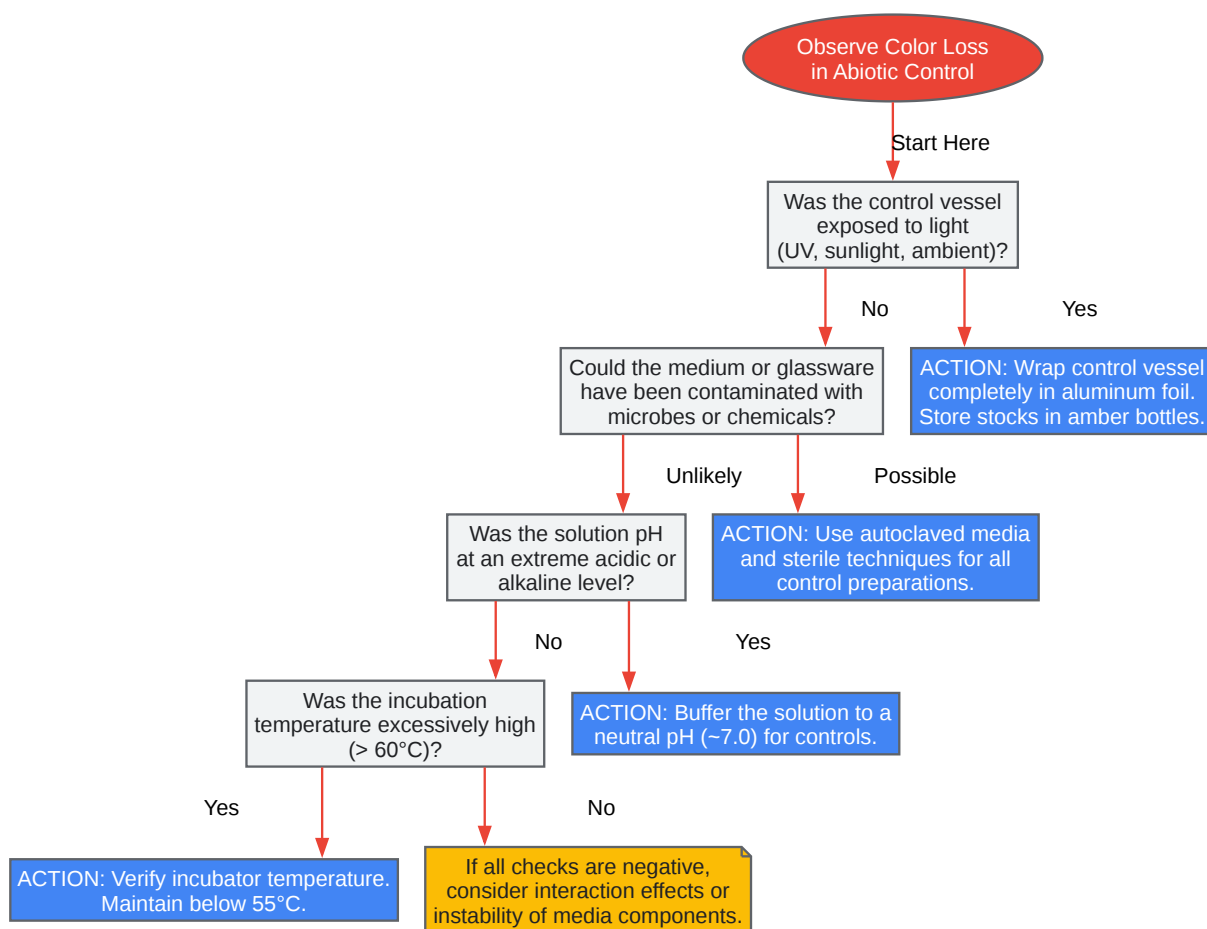 Observe Color Loss
in Abiotic Control
Start Here
Was the control vessel
exposed to light
(UV, sunlight, ambient)?
No
Yes
Could the medium or glassware
have been contaminated with
microbes or chemicals?
ACTION: Wrap control vessel
completely in aluminum foil.
Store stocks in amber bottles.
Unlikely
Possible
Was the solution pH
at an extreme acidic or
alkaline level?
ACTION: Use autoclaved media
and sterile techniques for all
control preparations.
No
Yes
Was the incubation
temperature excessively high
(> 60°C)?
ACTION: Buffer the solution to a
neutral pH (~7.0) for controls.
Yes
No
ACTION: Verify incubator temperature.
Maintain below 55°C.
If all checks are negative,
consider interaction effects or
instability of media components.